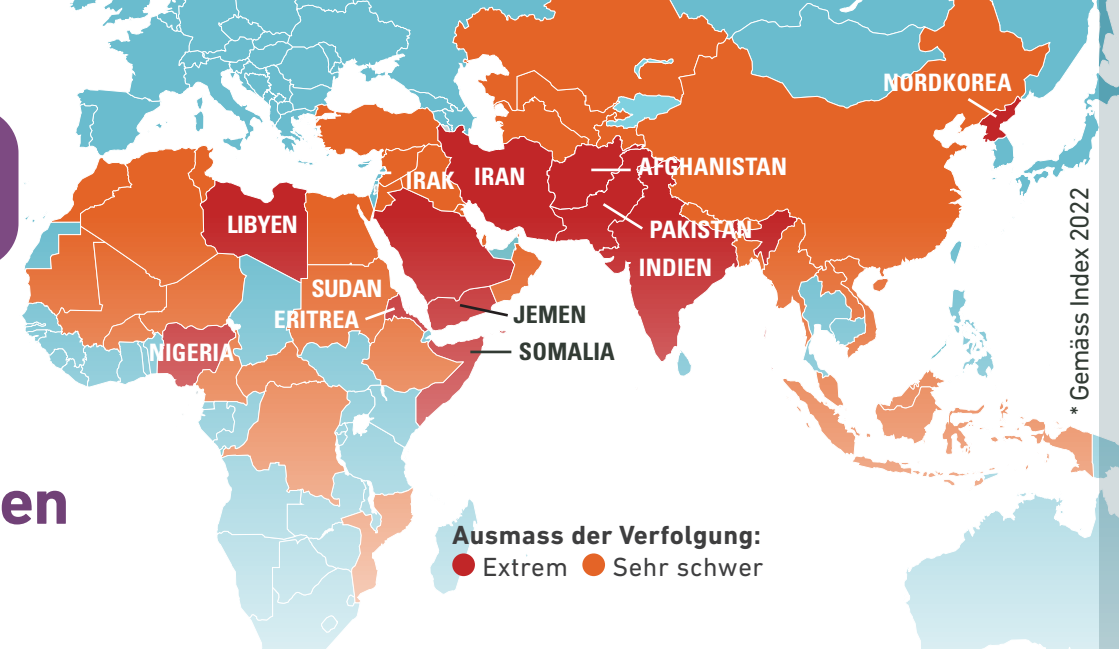 NORDKOREA
AFGHANISTAN
IRAK
IRAN
LIBYEN
PAKISTAN
INDIEN
SUDAN
ERITREA
JEMEN
NIGERIA
SOMALIA
* Gemäss Index 2022
en
Ausmass der Verfolgung:
Extrem Sehr schwer